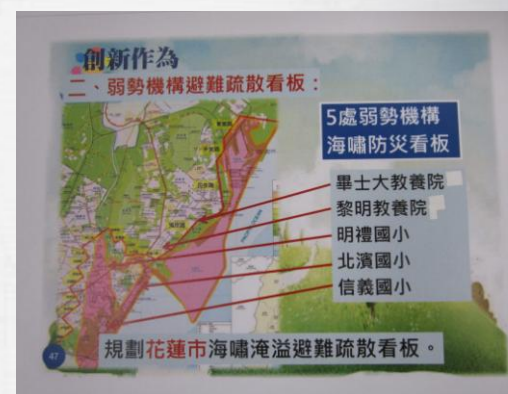 創新作為
二、弱勢機構避難疏散看板：
5處弱勢機構
海嘯防災看板
畢士大教養院
黎明教養院
明禮國小
北濱國小
信義國小
規劃花蓮市海嘯淹溢避難疏散看板。
47